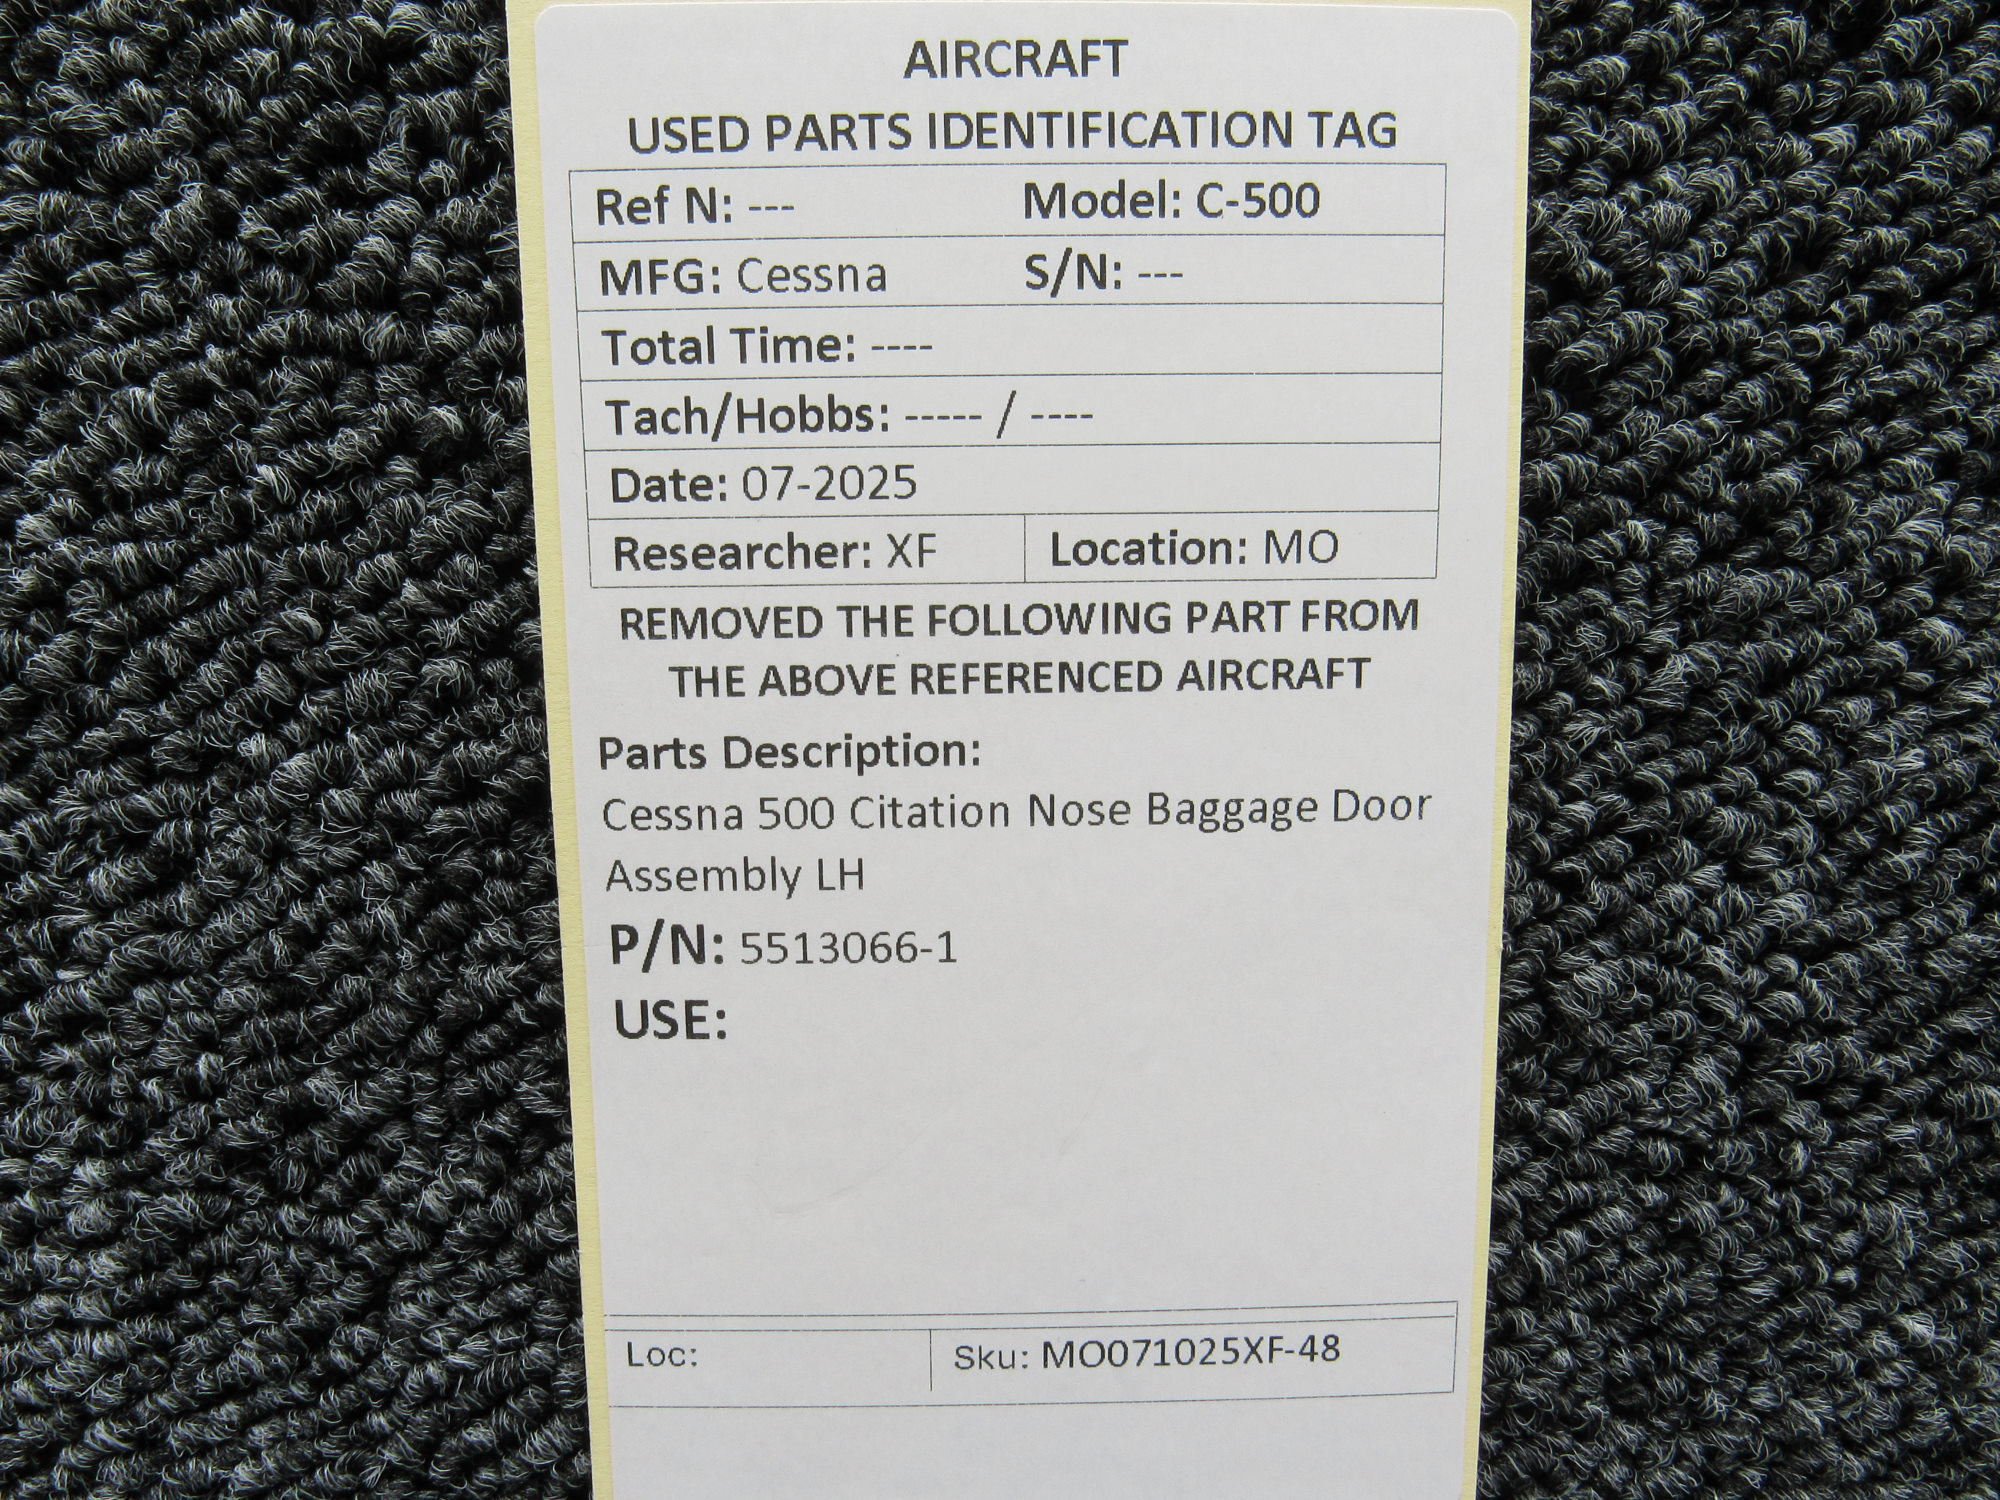 AIRCRAFT
USED PARTS IDENTIFICATION TAG
Ref N: --- Model: C-500
MFG: Cessna S/N: ---
Total Time: ----
Tach/Hobbs: ----- / ----
Date: 07-2025
Researcher: XF Location: MO
REMOVED THE FOLLOWING PART FROM
THE ABOVE REFERENCED AIRCRAFT
Parts Description:
Cessna 500 Citation Nose Baggage Door
Assembly LH
P/N: 5513066-1
USE:
Loc: Sku: MO071025XF-48